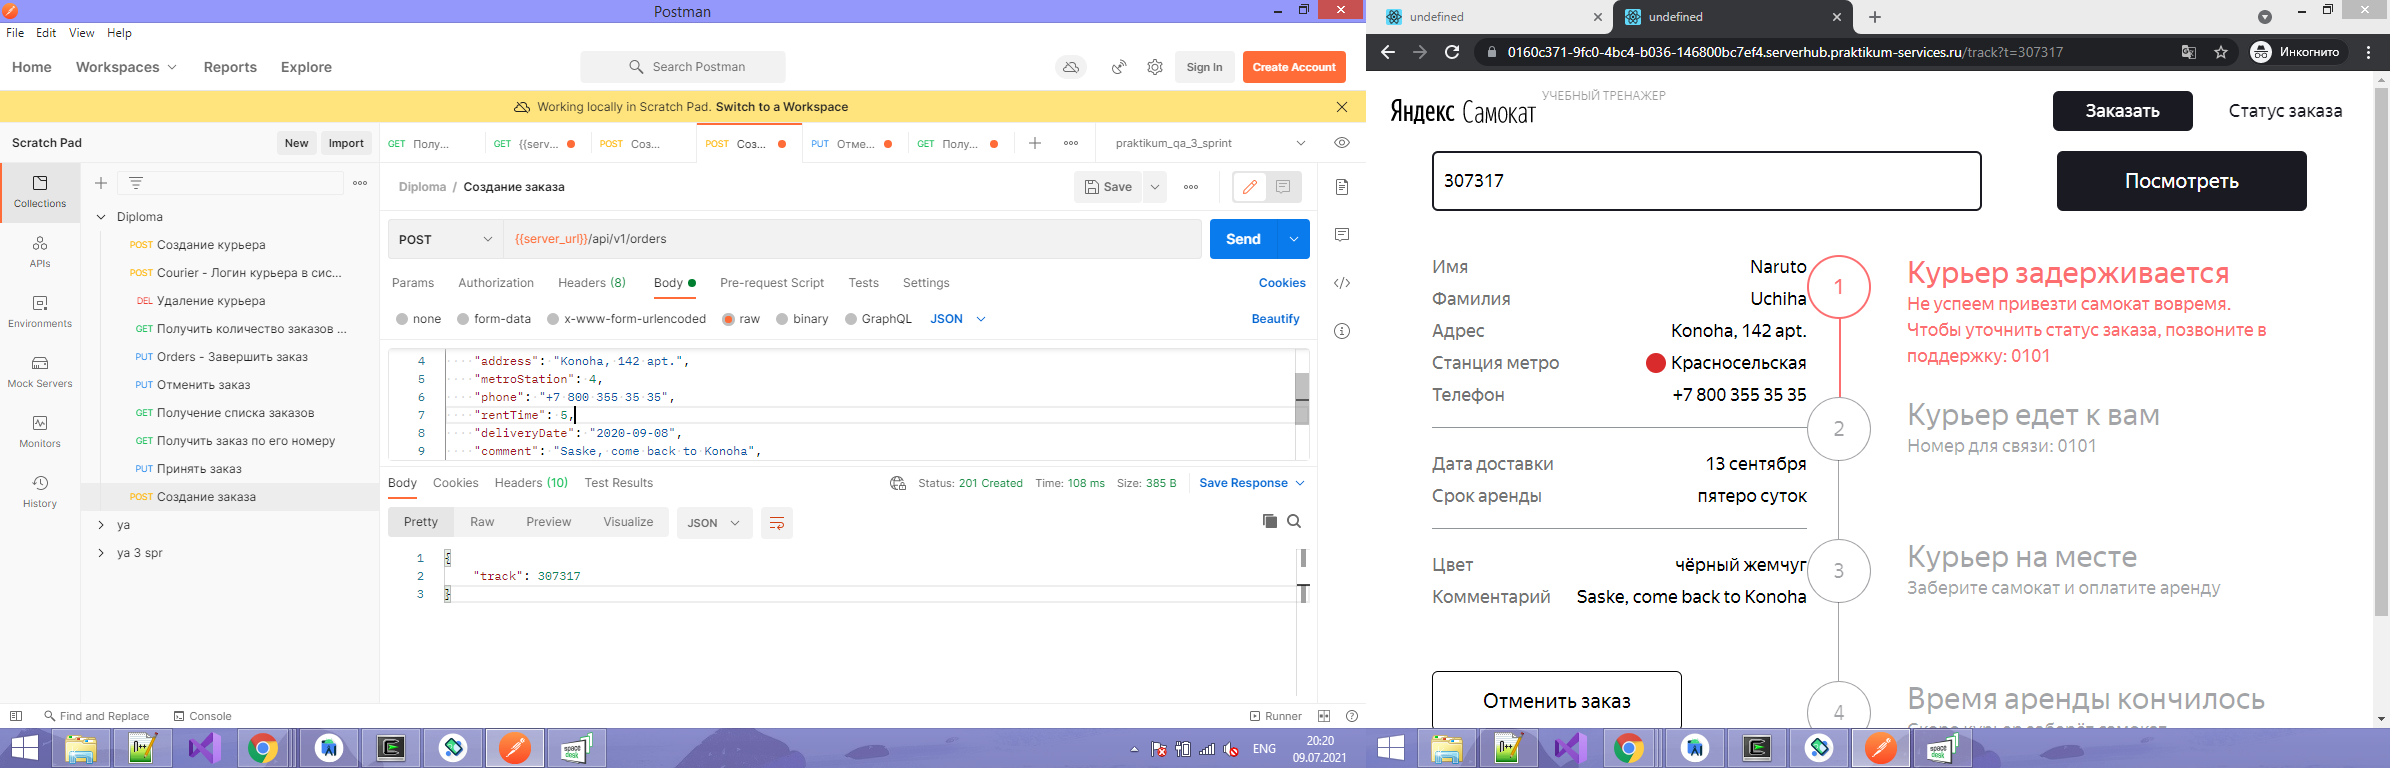 Postman
File Edit View Help
Home Workspaces Reports Explore
Search Postman
Sign In
Create Account
Working locally in Scratch Pad. Switch to a Workspace
Scratch Pad
New
Import
GET Полу...
GET {{serv...
POST Соз...
POST Соз...
PUT Отме...
GET Полу...
praktikum_qa_3_sprint
Collections
APIs
Environments
Mock Servers
Monitors
History
Diploma
POST Создание курьера
POST Courier - Логин курьера в сис...
DEL Удаление курьера
GET Получить количество заказов ...
PUT Orders - Завершить заказ
PUT Отменить заказ
GET Получение списка заказов
GET Получить заказ по его номеру
PUT Принять заказ
POST Создание заказа
ya
ya 3 spr
Diploma / Создание заказа
Save
POST
{{server_url}}/api/v1/orders
Send
Params Authorization Headers (8) Body Pre-request Script Tests Settings
Cookies
none form-data x-www-form-urlencoded raw binary GraphQL JSON
Beautify
4 "address": "Konoha, 142 apt.",
5 "metroStation": 4,
6 "phone": "+7 800 355 35 35",
7 "rentTime": 5,
8 "deliveryDate": "2020-09-08",
9 "comment": "Saske, come back to Konoha",
Body Cookies Headers (10) Test Results
Status: 201 Created Time: 108 ms Size: 385 B
Save Response
Pretty Raw Preview Visualize JSON
1 {
2 "track": 307317
3 }
Find and Replace Console
Runner
ENG
20:20
09.07.2021
undefined
undefined
0160c371-9fc0-4bc4-b036-146800bc7ef4.serverhub.praktikum-services.ru/track?t=307317
Инкогнито
Яндекс Самокат
УЧЕБНЫЙ ТРЕНАЖЕР
Заказать
Статус заказа
307317
Посмотреть
Имя Naruto
Фамилия Uchiha
Адрес Konoha, 142 apt.
Станция метро Красносельская
Телефон +7 800 355 35 35
Дата доставки 13 сентября
Срок аренды пятеро суток
Цвет чёрный жемчуг
Комментарий Saske, come back to Konoha
Отменить заказ
1
Курьер задерживается
Не успеем привезти самокат вовремя.
Чтобы уточнить статус заказа, позвоните в
поддержку: 0101
2
Курьер едет к вам
Номер для связи: 0101
3
Курьер на месте
Заберите самокат и оплатите аренду
4
Время аренды кончилось